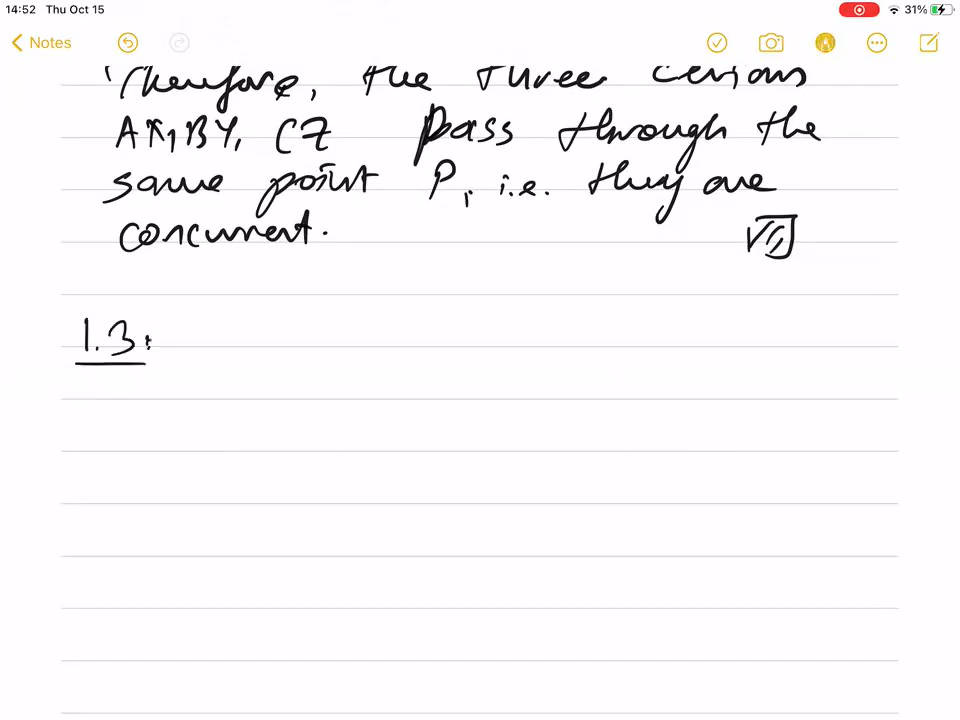 14:52 Thu Oct 15 31%
Notes
Therefore, the three cevians
AX, BY, CZ pass through the
same point P, i.e. they are
concurrent.
1.3: